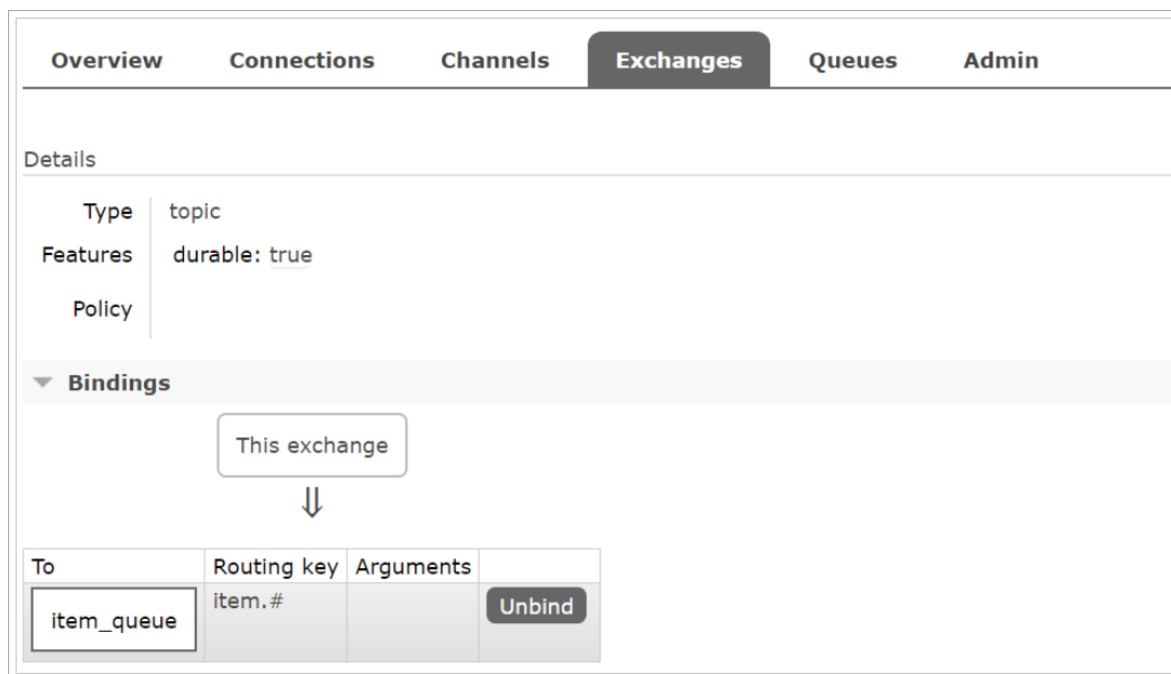 Overview Connections Channels Exchanges Queues Admin
Details
Type topic
Features durable: true
Policy
Bindings
This exchange
⇓
To Routing key Arguments
item_queue item.# Unbind